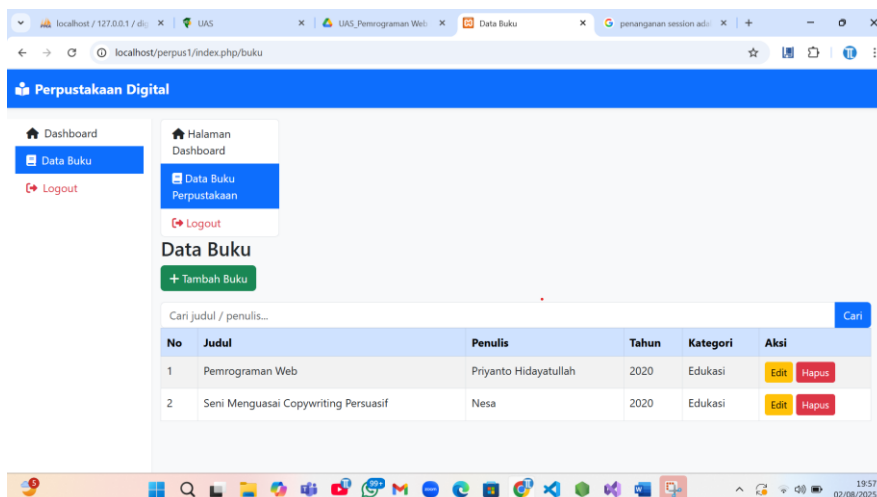 localhost / 127.0.0.1 / dig
UAS
UAS_Pemrograman Web
Data Buku
penanganan session ada
localhost/perpus1/index.php/buku
Perpustakaan Digital
Dashboard
Data Buku
Logout
Halaman
Dashboard
Data Buku
Perpustakaan
Logout
Data Buku
+ Tambah Buku
Cari judul / penulis...
Cari
No Judul Penulis Tahun Kategori Aksi
1 Pemrograman Web Priyanto Hidayatullah 2020 Edukasi Edit Hapus
2 Seni Menguasai Copywriting Persuasif Nesa 2020 Edukasi Edit Hapus
99+
19:57
02/08/2025